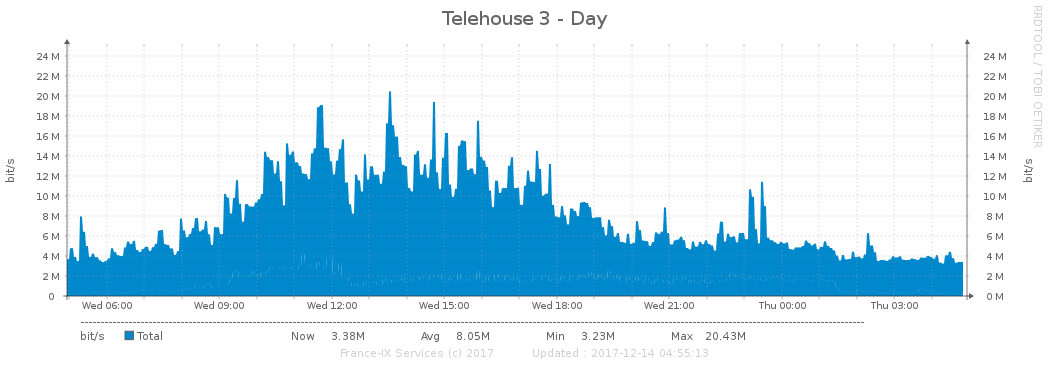 Telehouse 3 - Day
RRDTOOL / TOBI OETIKER
24 M 24 M
22 M 22 M
20 M 20 M
18 M 18 M
16 M 16 M
14 M 14 M
12 M 12 M
10 M 10 M
8 M 8 M
6 M 6 M
4 M 4 M
2 M 2 M
0 0 M
bit/s bit/s
Wed 06:00 Wed 09:00 Wed 12:00 Wed 15:00 Wed 18:00 Wed 21:00 Thu 00:00 Thu 03:00
bit/s Total Now 3.38M Avg 8.05M Min 3.23M Max 20.43M
France-IX Services (c) 2017 Updated : 2017-12-14 04:55:13